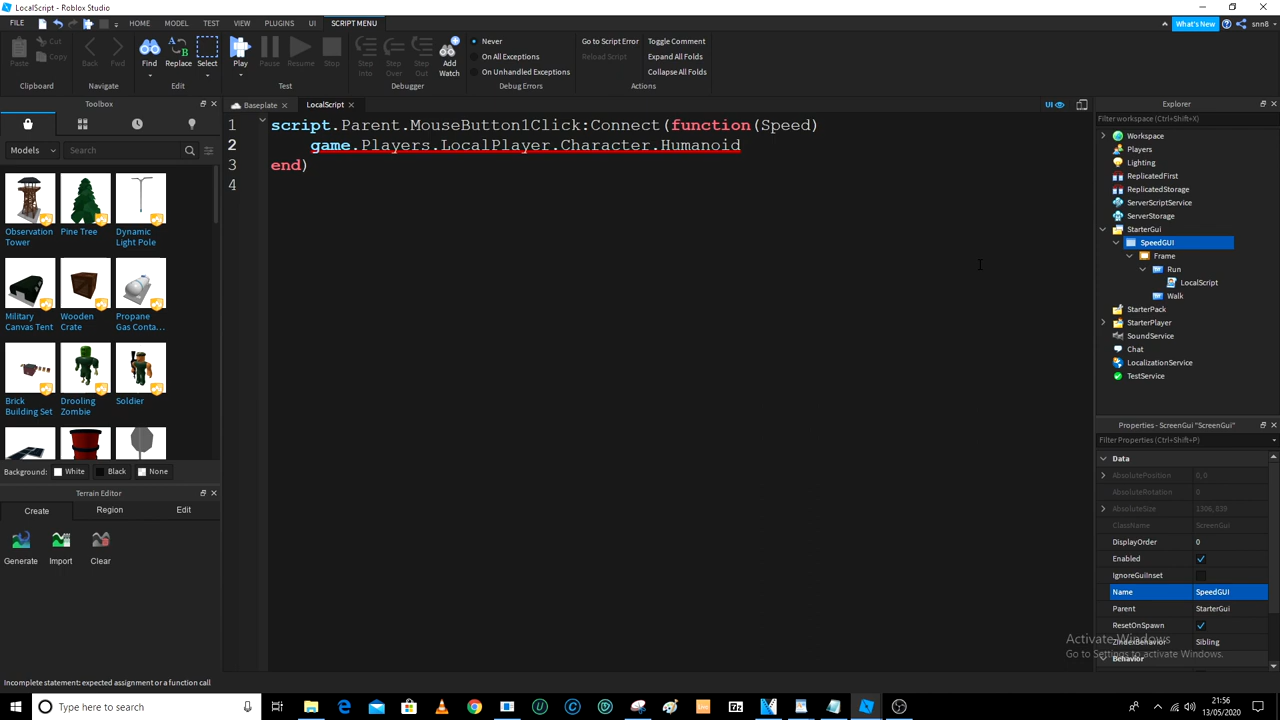 LocalScript - Roblox Studio
FILE HOME MODEL TEST VIEW PLUGINS UI SCRIPT MENU What's New snn8
Paste Cut Copy Back Fwd Find Replace Select Play Pause Resume Stop Step Into Step Over Step Out Add Watch
Never
On All Exceptions
On Unhandled Exceptions
Go to Script Error
Reload Script
Toggle Comment
Expand All Folds
Collapse All Folds
Clipboard Navigate Edit Test Debugger Debug Errors Actions
Toolbox
Models Search
Observation Tower
Pine Tree
Dynamic Light Pole
Military Canvas Tent
Wooden Crate
Propane Gas Conta...
Brick Building Set
Drooling Zombie
Soldier
Background: White Black None
Terrain Editor
Create Region Edit
Generate Import Clear
Baseplate LocalScript UI
1 script.Parent.MouseButton1Click:Connect(function(Speed)
2 game.Players.LocalPlayer.Character.Humanoid
3 end)
4
Explorer
Filter workspace (Ctrl+Shift+X)
Workspace
Players
Lighting
ReplicatedFirst
ReplicatedStorage
ServerScriptService
ServerStorage
StarterGui
SpeedGUI
Frame
Run
LocalScript
Walk
StarterPack
StarterPlayer
SoundService
Chat
LocalizationService
TestService
Properties - ScreenGui "ScreenGui"
Filter Properties (Ctrl+Shift+P)
Data
AbsolutePosition 0, 0
AbsoluteRotation 0
AbsoluteSize 1306, 839
ClassName ScreenGui
DisplayOrder 0
Enabled
IgnoreGuiInset
Name SpeedGUI
Parent StarterGui
ResetOnSpawn
ZIndexBehavior Sibling
Behavior
Activate Windows
Go to Settings to activate Windows.
Incomplete statement: expected assignment or a function call
Type here to search
21:56
13/05/2020